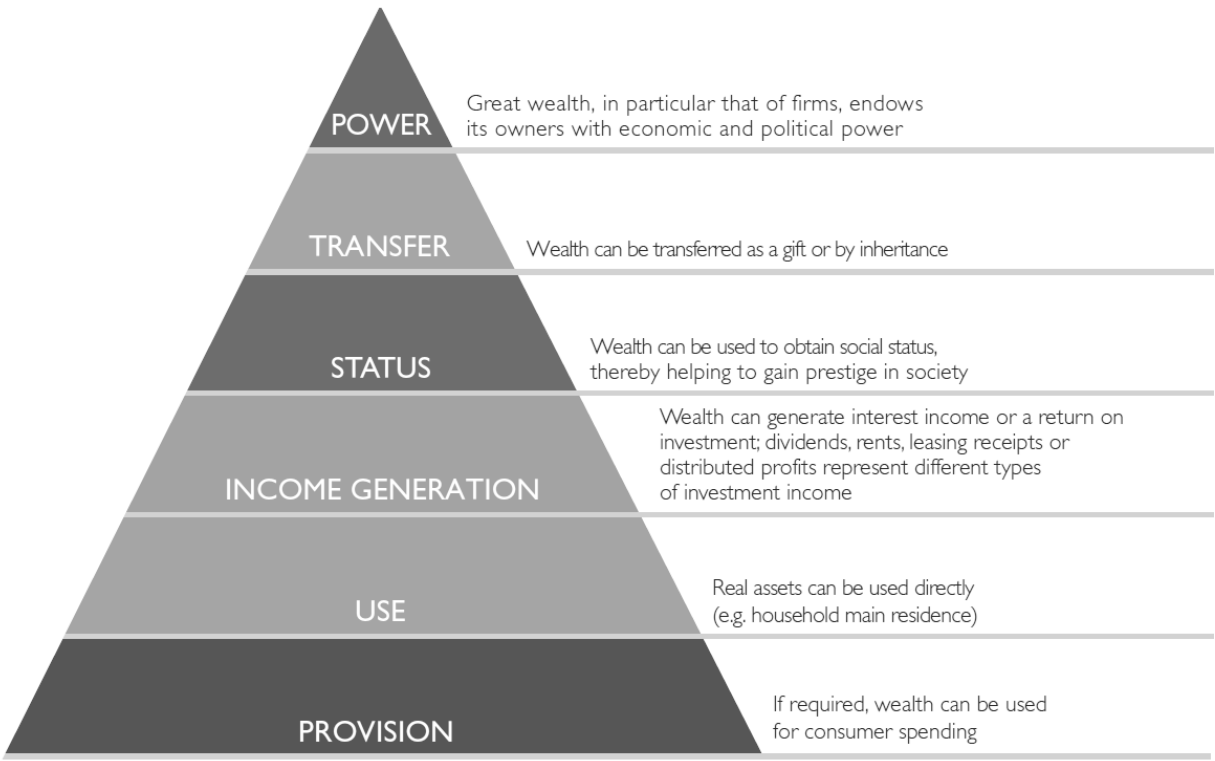 POWER
Great wealth, in particular that of firms, endows
its owners with economic and political power
TRANSFER
Wealth can be transferred as a gift or by inheritance
STATUS
Wealth can be used to obtain social status,
thereby helping to gain prestige in society
INCOME GENERATION
Wealth can generate interest income or a return on
investment; dividends, rents, leasing receipts or
distributed profits represent different types
of investment income
USE
Real assets can be used directly
(e.g. household main residence)
PROVISION
If required, wealth can be used
for consumer spending